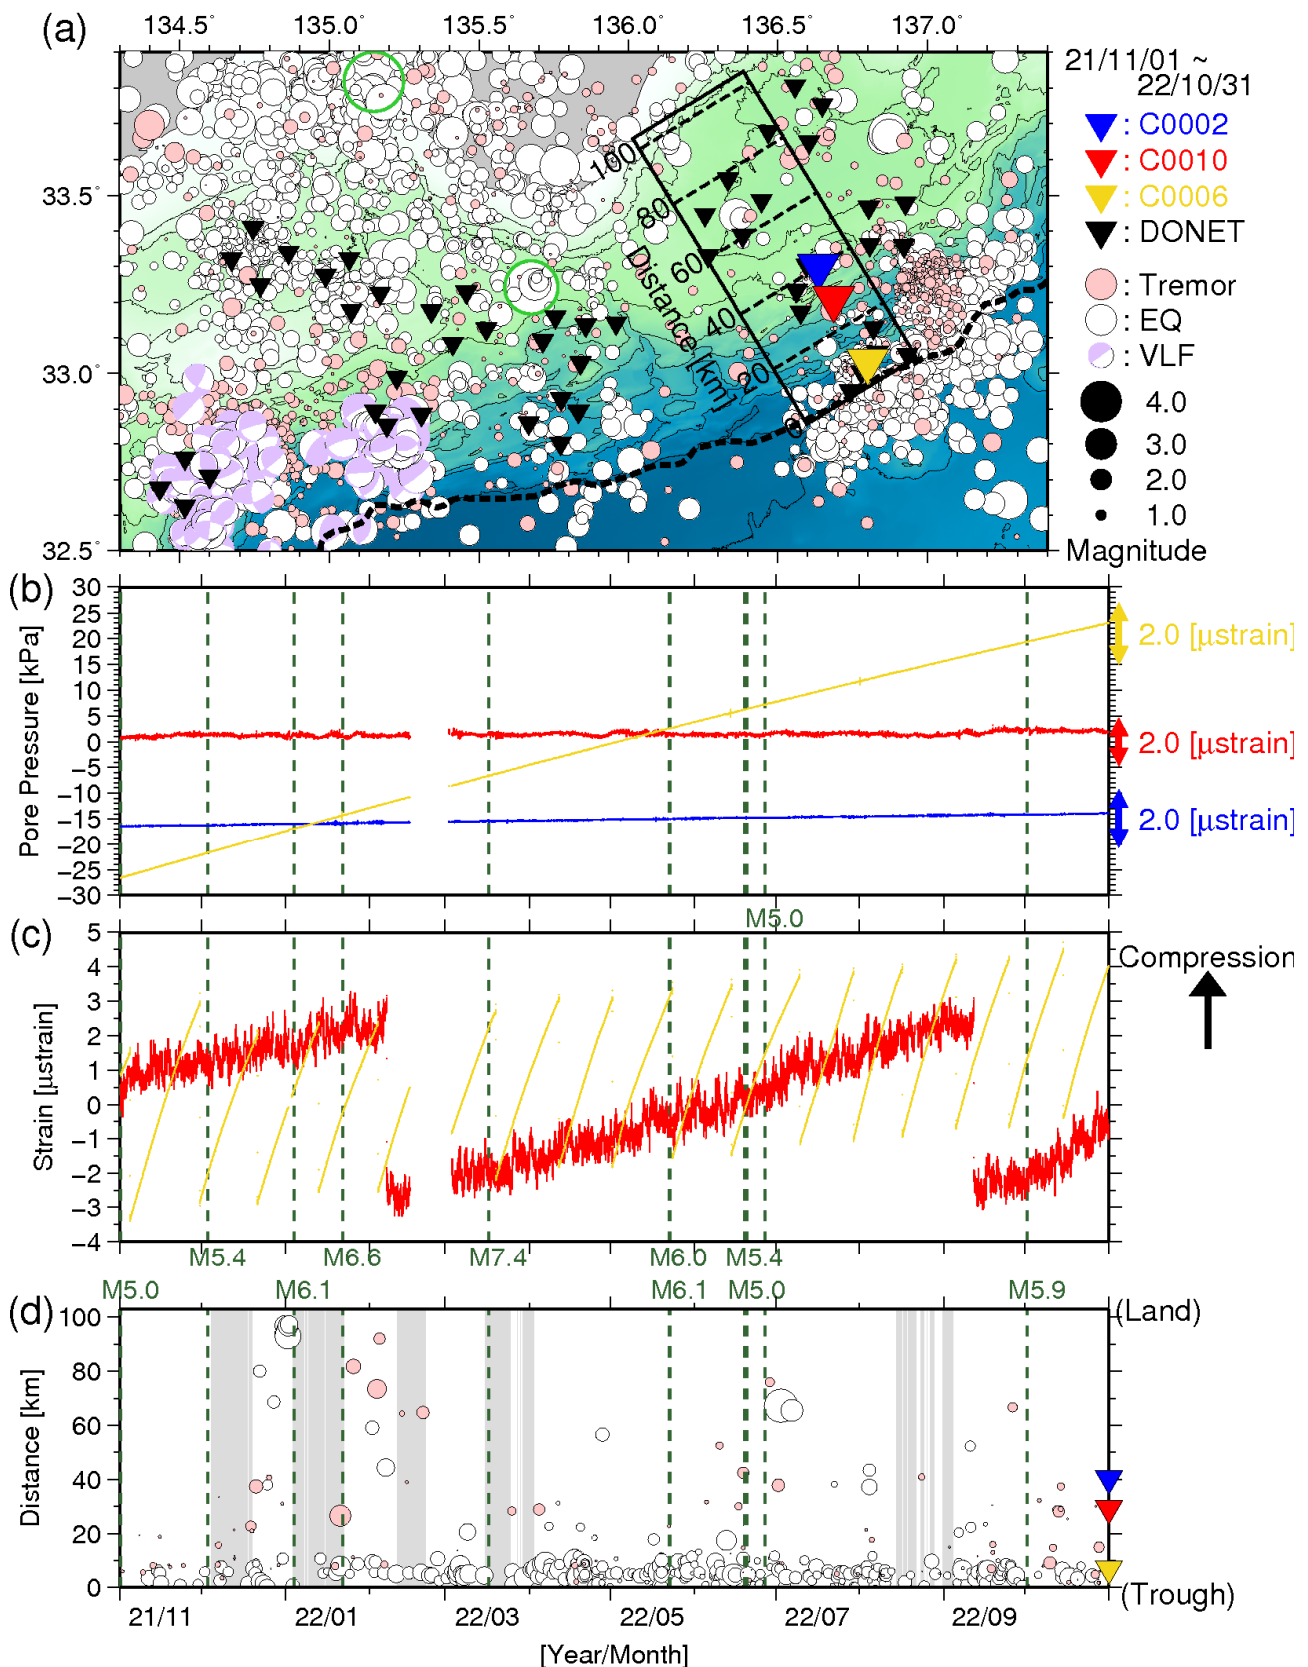 (a)
134.5° 135.0° 135.5° 136.0° 136.5° 137.0°
33.5°
33.0°
32.5°
100
80
60
40
20
0
Distance [km]
21/11/01 ~
22/10/31
: C0002
: C0010
: C0006
: DONET
: Tremor
: EQ
: VLF
4.0
3.0
2.0
1.0
Magnitude
(b)
Pore Pressure [kPa]
30
25
20
15
10
5
0
−5
−10
−15
−20
−25
−30
2.0 [μstrain]
2.0 [μstrain]
2.0 [μstrain]
M5.0
(c)
Strain [μstrain]
5
4
3
2
1
0
−1
−2
−3
−4
Compression
M5.4 M6.6 M7.4 M6.0 M5.4
M5.0 M6.1 M6.1 M5.0 M5.9
(d)
Distance [km]
100
80
60
40
20
0
(Land)
(Trough)
21/11 22/01 22/03 22/05 22/07 22/09
[Year/Month]